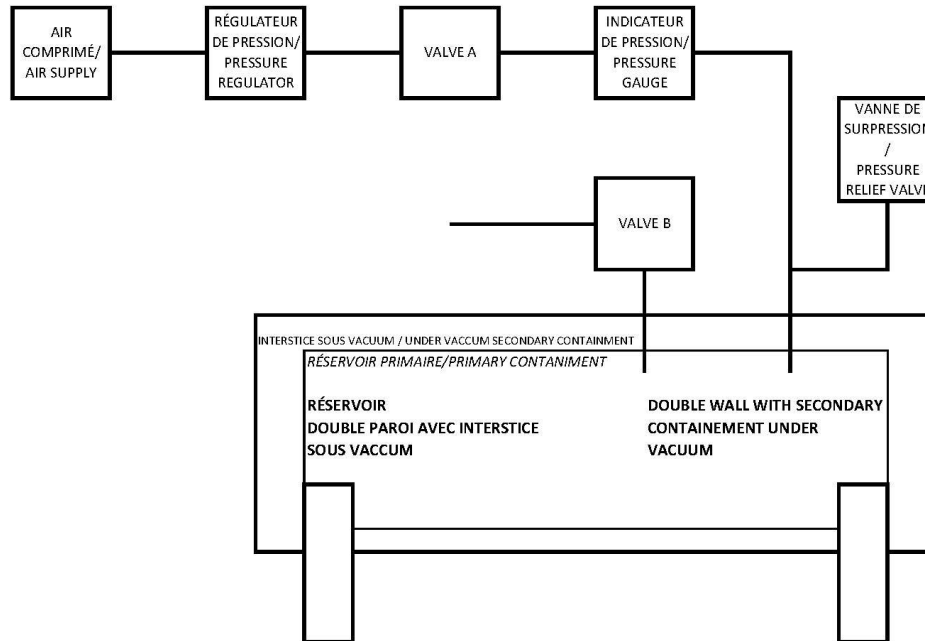 AIR
COMPRIMÉ/
AIR SUPPLY
RÉGULATEUR
DE PRESSION/
PRESSURE
REGULATOR
VALVE A
INDICATEUR
DE PRESSION/
PRESSURE
GAUGE
VANNE DE
SURPRESSION
/
PRESSURE
RELIEF VALVE
VALVE B
INTERSTICE SOUS VACUUM / UNDER VACCUM SECONDARY CONTAINMENT
RÉSERVOIR PRIMAIRE/PRIMARY CONTANIMENT
RÉSERVOIR
DOUBLE PAROI AVEC INTERSTICE
SOUS VACCUM
DOUBLE WALL WITH SECONDARY
CONTAINEMENT UNDER
VACUUM